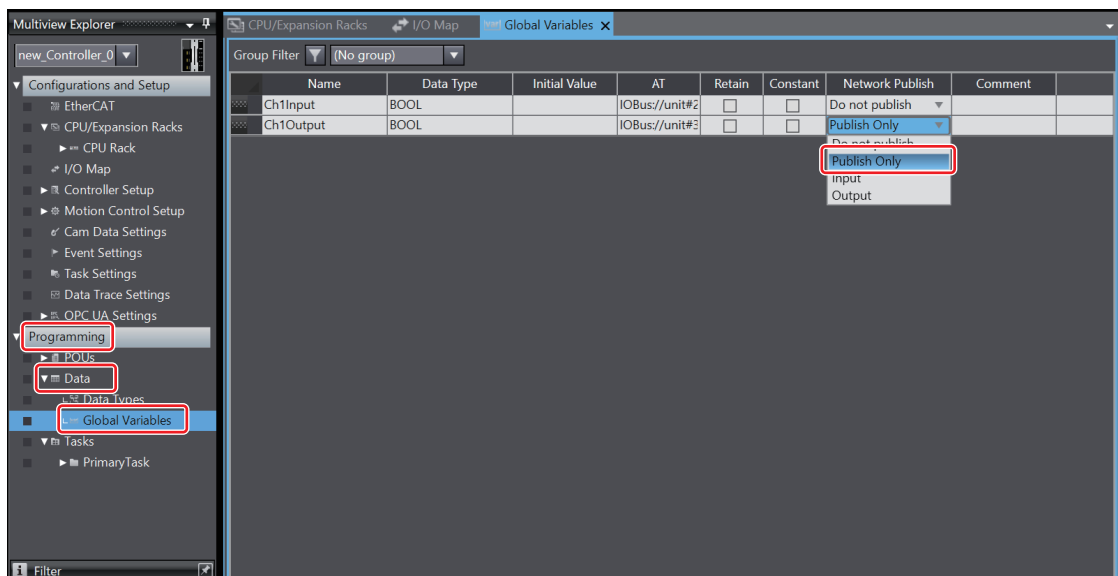 Multiview Explorer
new_Controller_0
Configurations and Setup
EtherCAT
CPU/Expansion Racks
CPU Rack
I/O Map
Controller Setup
Motion Control Setup
Cam Data Settings
Event Settings
Task Settings
Data Trace Settings
OPC UA Settings
Programming
POUs
Data
Data Types
Global Variables
Tasks
PrimaryTask
Filter
CPU/Expansion Racks I/O Map Global Variables
Group Filter (No group)
Name Data Type Initial Value AT Retain Constant Network Publish Comment
Ch1Input BOOL IOBus://unit#2 Do not publish
Ch1Output BOOL IOBus://unit#3 Publish Only
Do not publish
Publish Only
Input
Output